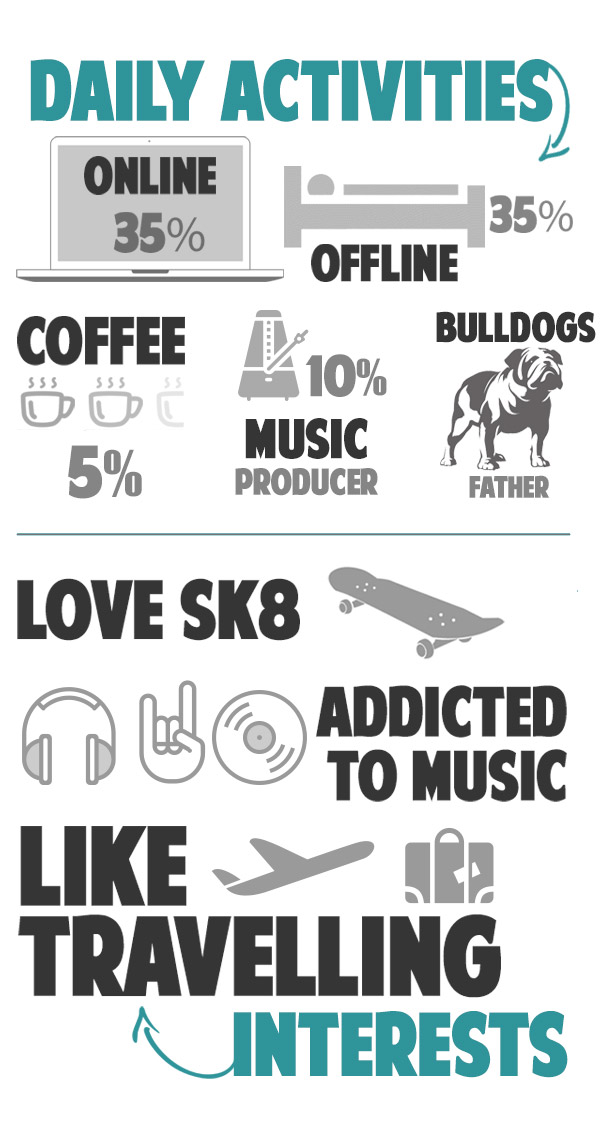 DAILY ACTIVITIES
ONLINE
35%
35%
OFFLINE
COFFEE
5%
10%
MUSIC
PRODUCER
BULLDOGS
FATHER
LOVE SK8
ADDICTED
TO MUSIC
LIKE
TRAVELLING
INTERESTS